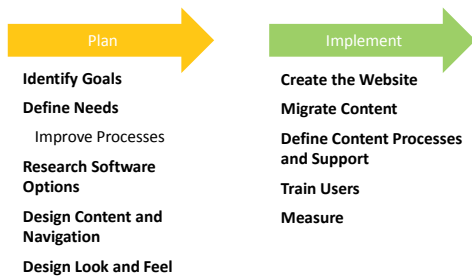 Plan
Identify Goals
Define Needs
Improve Processes
Research Software
Options
Design Content and
Navigation
Design Look and Feel
Implement
Create the Website
Migrate Content
Define Content Processes
and Support
Train Users
Measure